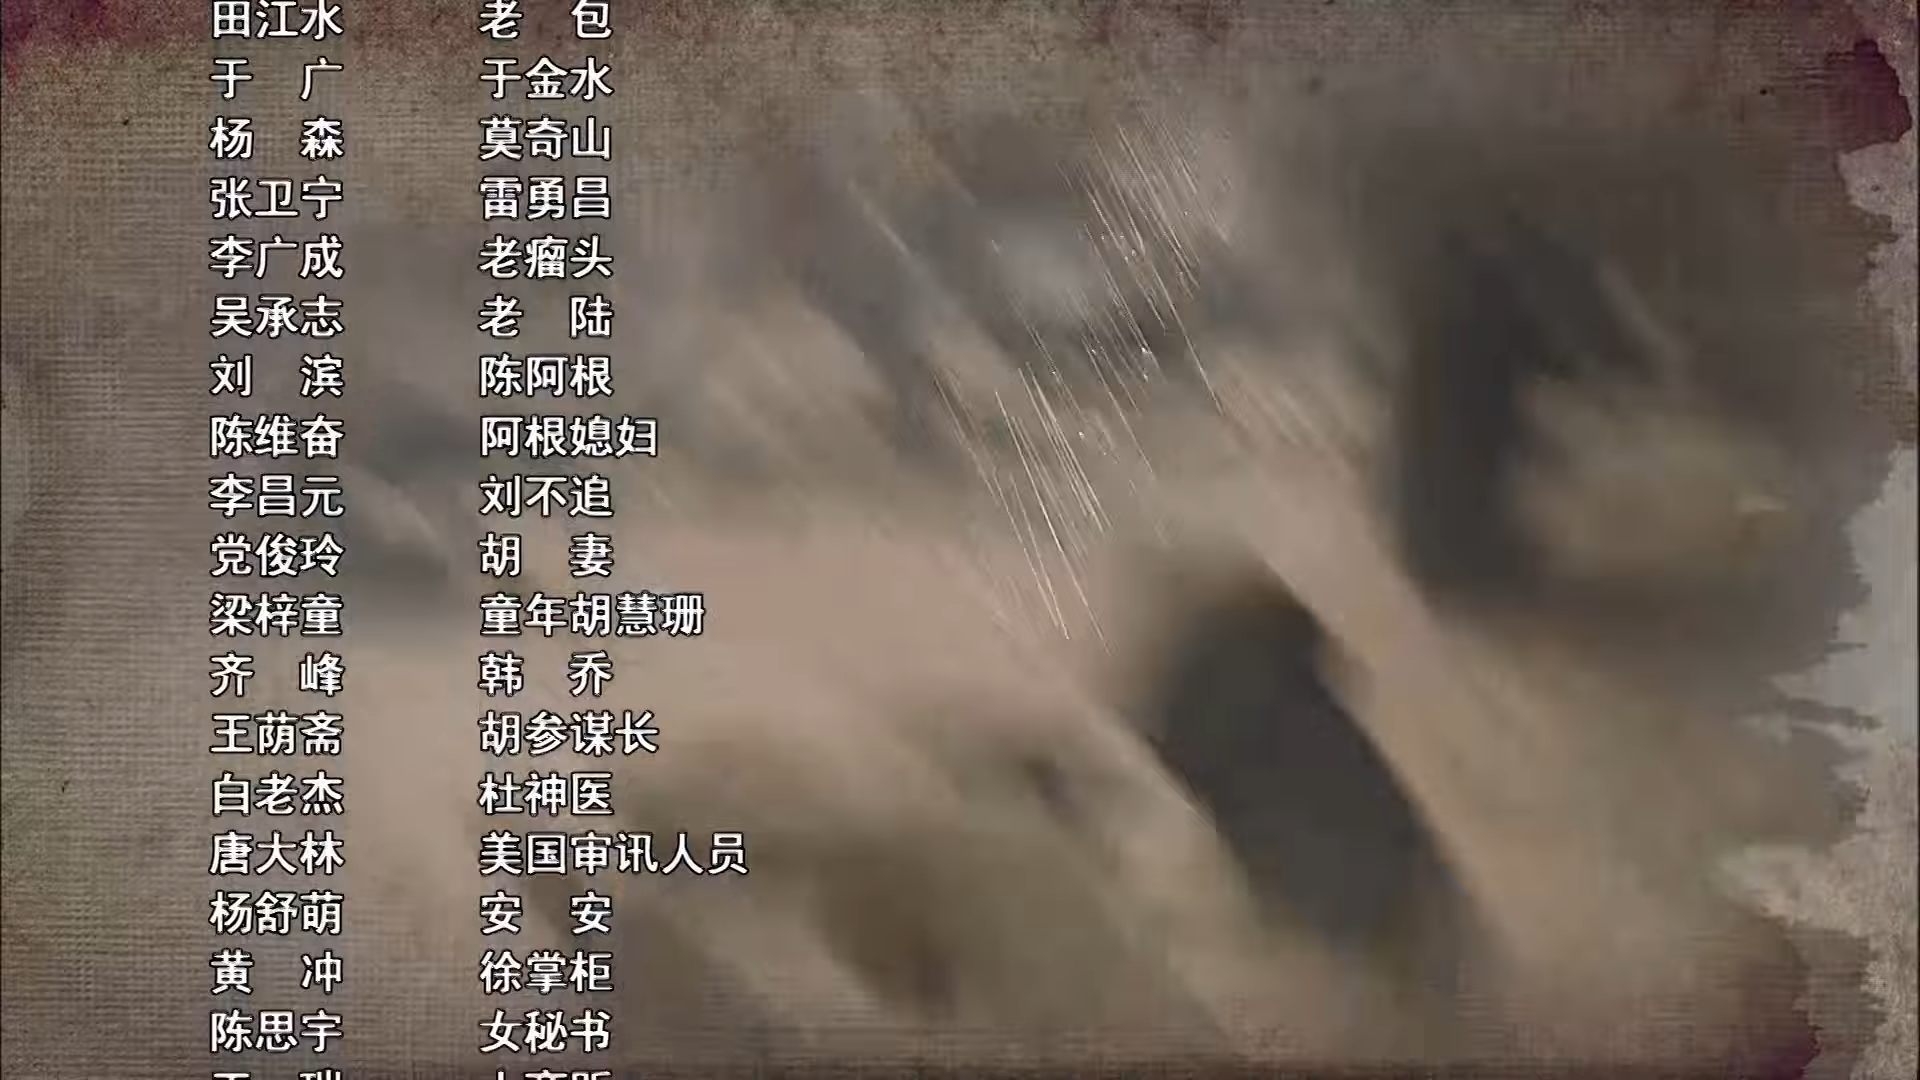 田江水 老　包
于　广 于金水
杨　森 莫奇山
张卫宁 雷勇昌
李广成 老瘤头
吴承志 老　陆
刘　滨 陈阿根
陈维奋 阿根媳妇
李昌元 刘不追
党俊玲 胡　妻
梁梓童 童年胡慧珊
齐　峰 韩　乔
王荫斋 胡参谋长
白老杰 杜神医
唐大林 美国审讯人员
杨舒萌 安　安
黄　冲 徐掌柜
陈思宇 女秘书